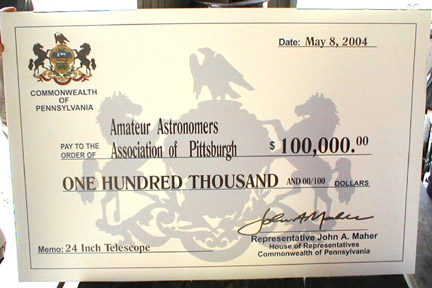 Date: May 8, 2004
COMMONWEALTH
OF
PENNSYLVANIA
Amateur Astronomers
PAY TO THE
ORDER OF Association of Pittsburgh $ 100,000.00
ONE HUNDRED THOUSAND AND 00/100 DOLLARS
John A Maher
Representative John A. Maher
House of Representatives
Commonwealth of Pennsylvania
Memo: 24 Inch Telescope